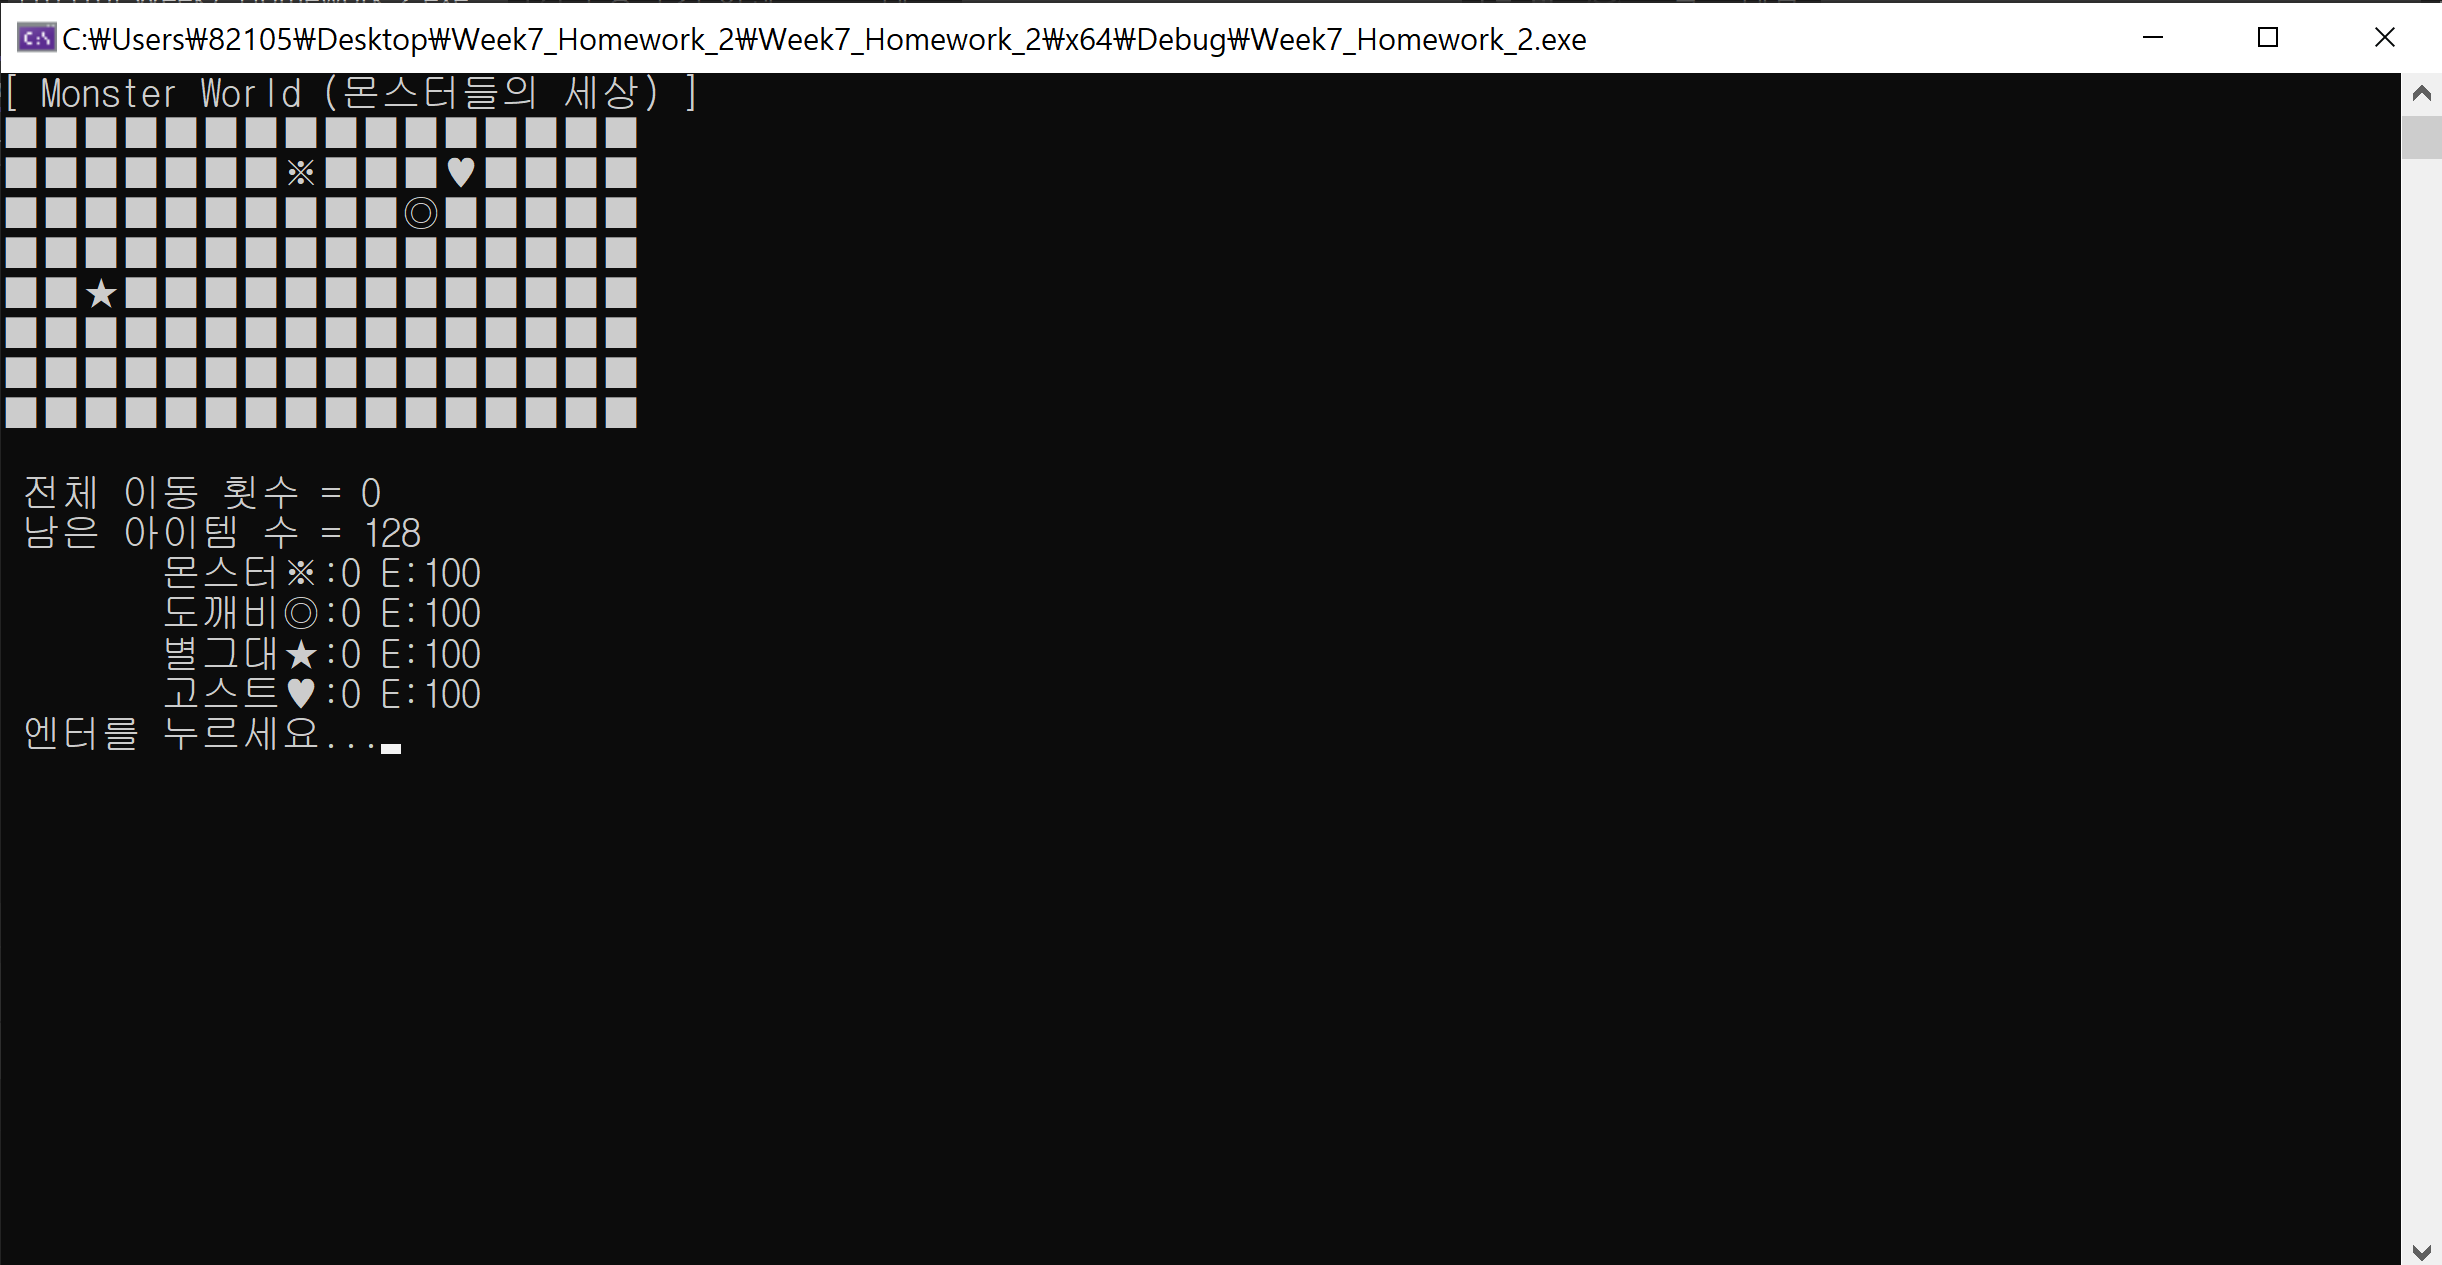 C:\Users\82105\Desktop\Week7_Homework_2\Week7_Homework_2\x64\Debug\Week7_Homework_2.exe
[ Monster World (몬스터들의 세상) ]
■■■■■■■■■■■■■■■■
■■■■■■■※■■■♥■■■■
■■■■■■■■■■◎■■■■■
■■■■■■■■■■■■■■■■
■■★■■■■■■■■■■■■■
■■■■■■■■■■■■■■■■
■■■■■■■■■■■■■■■■
■■■■■■■■■■■■■■■■
전체 이동 횟수 = 0
남은 아이템 수 = 128
몬스터※:0 E:100
도깨비◎:0 E:100
별그대★:0 E:100
고스트♥:0 E:100
엔터를 누르세요...